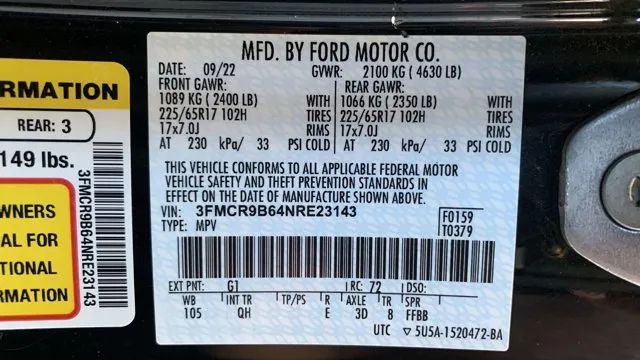 RMATION
REAR: 3
149 lbs.
WNERS
AL FOR
TIONAL
RMATION
3FMCR9B64NRE23143
MFD. BY FORD MOTOR CO.
DATE: 09/22 GVWR: 2100 KG ( 4630 LB)
FRONT GAWR: REAR GAWR:
1089 KG ( 2400 LB) WITH 1066 KG ( 2350 LB) WITH
225/65R17 102H TIRES 225/65R17 102H TIRES
17x7.0J RIMS 17x7.0J RIMS
AT 230 kPa/ 33 PSI COLD AT 230 kPa/ 33 PSI COLD
THIS VEHICLE CONFORMS TO ALL APPLICABLE FEDERAL MOTOR
VEHICLE SAFETY AND THEFT PREVENTION STANDARDS IN
EFFECT ON THE DATE OF MANUFACTURE SHOWN ABOVE.
VIN: 3FMCR9B64NRE23143 F0159
TYPE: MPV T0379
EXT PNT: G1 RC: 72 DSO:
WB INT TR TP/PS R AXLE TR SPR
105 QH E 3D 8 FFBB
UTC ▽ 5U5A-1520472-BA